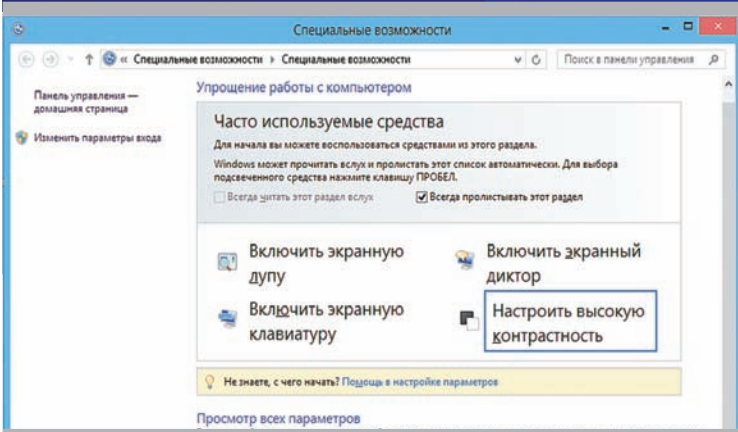 Специальные возможности
« Специальные возможности ▸ Специальные возможности
Поиск в панели управления
Панель управления —
домашняя страница
Изменить параметры входа
Упрощение работы с компьютером
Часто используемые средства
Для начала вы можете воспользоваться средствами из этого раздела.
Windows может прочитать вслух и пролистать этот список автоматически. Для выбора
подсвеченного средства нажмите клавишу ПРОБЕЛ.
Всегда читать этот раздел вслух
Всегда пролистывать этот раздел
Включить экранную
лупу
Включить экранный
диктор
Включить экранную
клавиатуру
Настроить высокую
контрастность
Не знаете, с чего начать? Помощь в настройке параметров
Просмотр всех параметров